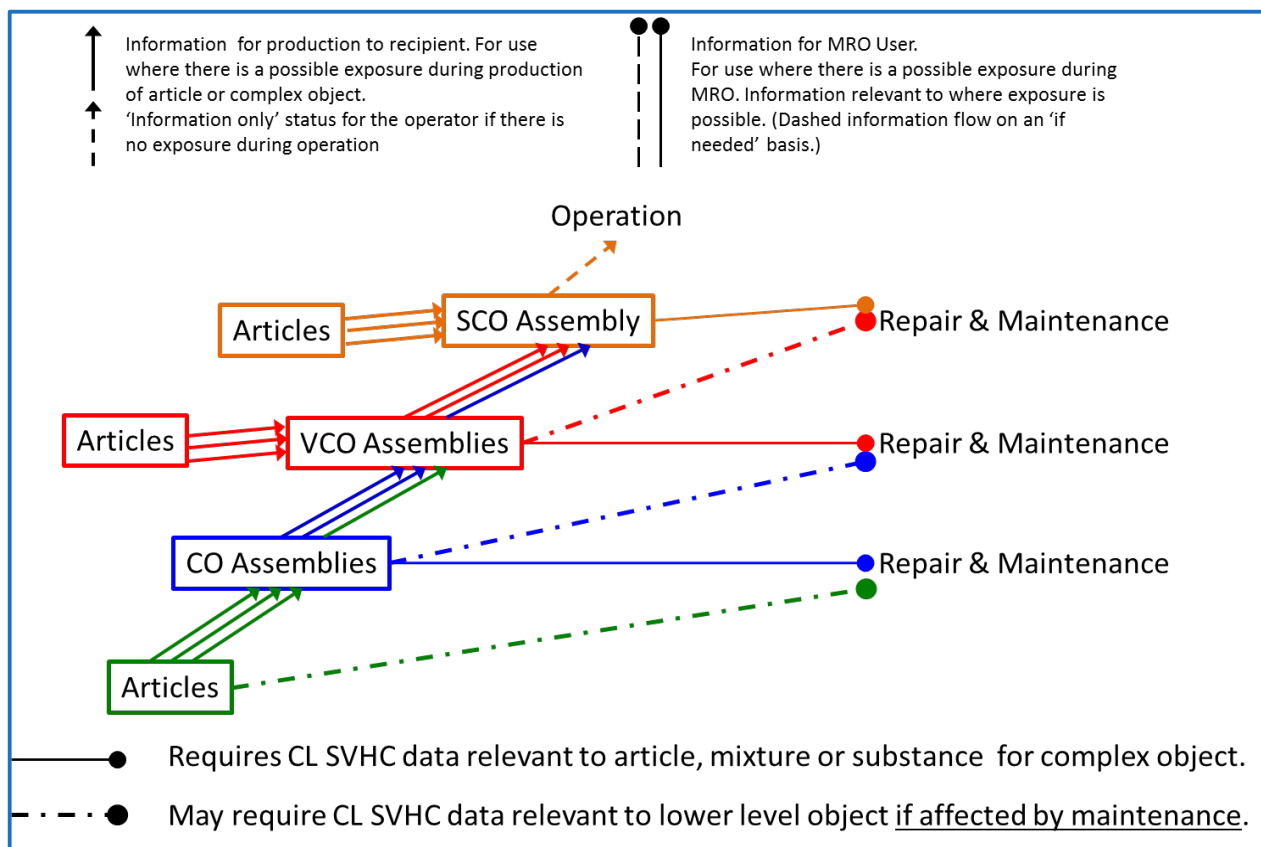 Information for production to recipient. For use
where there is a possible exposure during production
of article or complex object.
‘Information only’ status for the operator if there is
no exposure during operation
Information for MRO User.
For use where there is a possible exposure during
MRO. Information relevant to where exposure is
possible. (Dashed information flow on an ‘if
needed’ basis.)
Operation
Articles
SCO Assembly
Repair & Maintenance
Articles
VCO Assemblies
Repair & Maintenance
CO Assemblies
Repair & Maintenance
Articles
Requires CL SVHC data relevant to article, mixture or substance for complex object.
May require CL SVHC data relevant to lower level object if affected by maintenance.